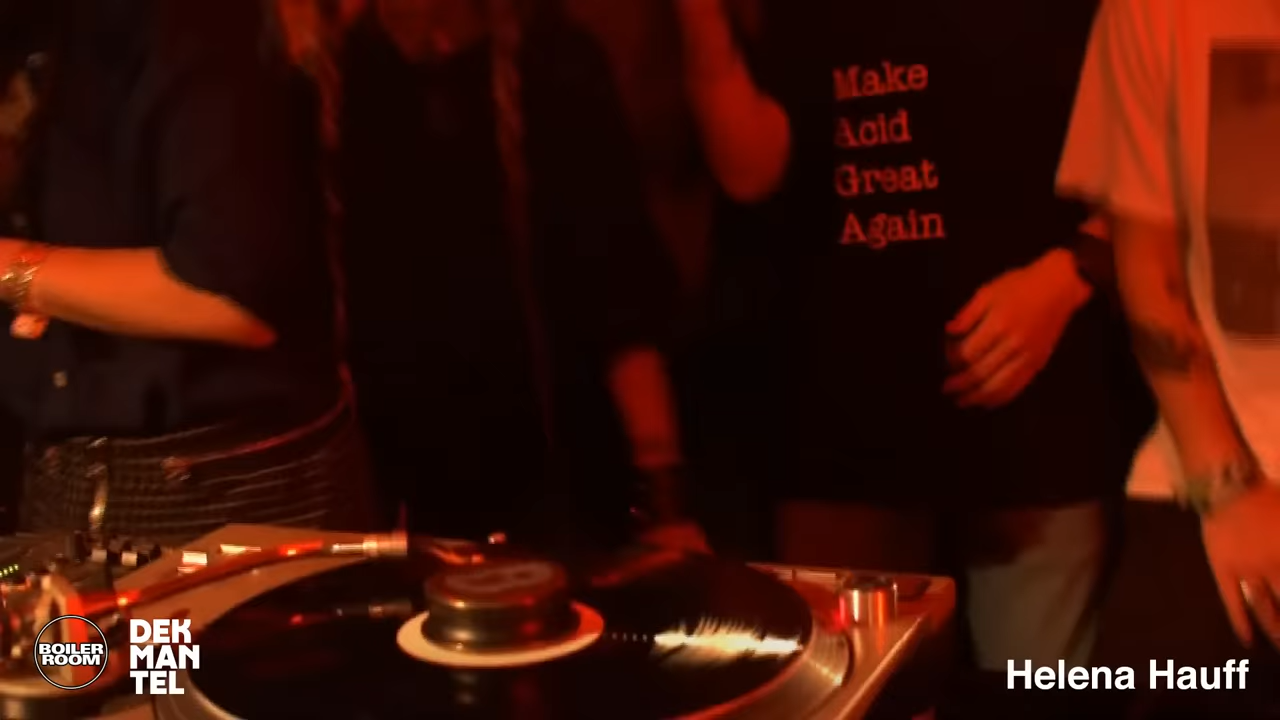 Make
Acid
Great
Again
BOILER
ROOM
DEK
MAN
TEL
Helena Hauff